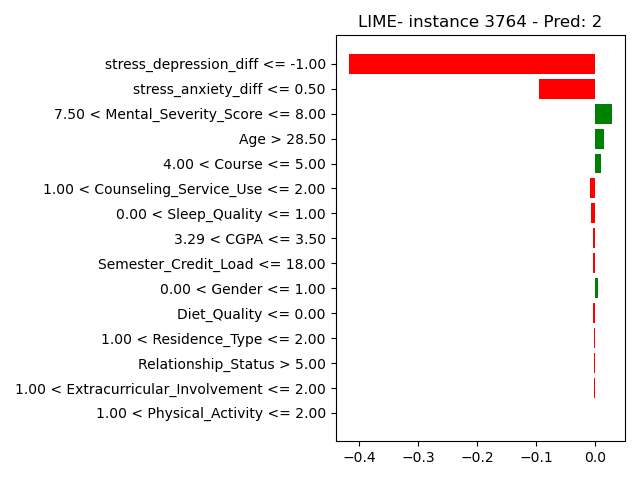 LIME- instance 3764 - Pred: 2
stress_depression_diff <= -1.00
stress_anxiety_diff <= 0.50
7.50 < Mental_Severity_Score <= 8.00
Age > 28.50
4.00 < Course <= 5.00
1.00 < Counseling_Service_Use <= 2.00
0.00 < Sleep_Quality <= 1.00
3.29 < CGPA <= 3.50
Semester_Credit_Load <= 18.00
0.00 < Gender <= 1.00
Diet_Quality <= 0.00
1.00 < Residence_Type <= 2.00
Relationship_Status > 5.00
1.00 < Extracurricular_Involvement <= 2.00
1.00 < Physical_Activity <= 2.00
−0.4 −0.3 −0.2 −0.1 0.0